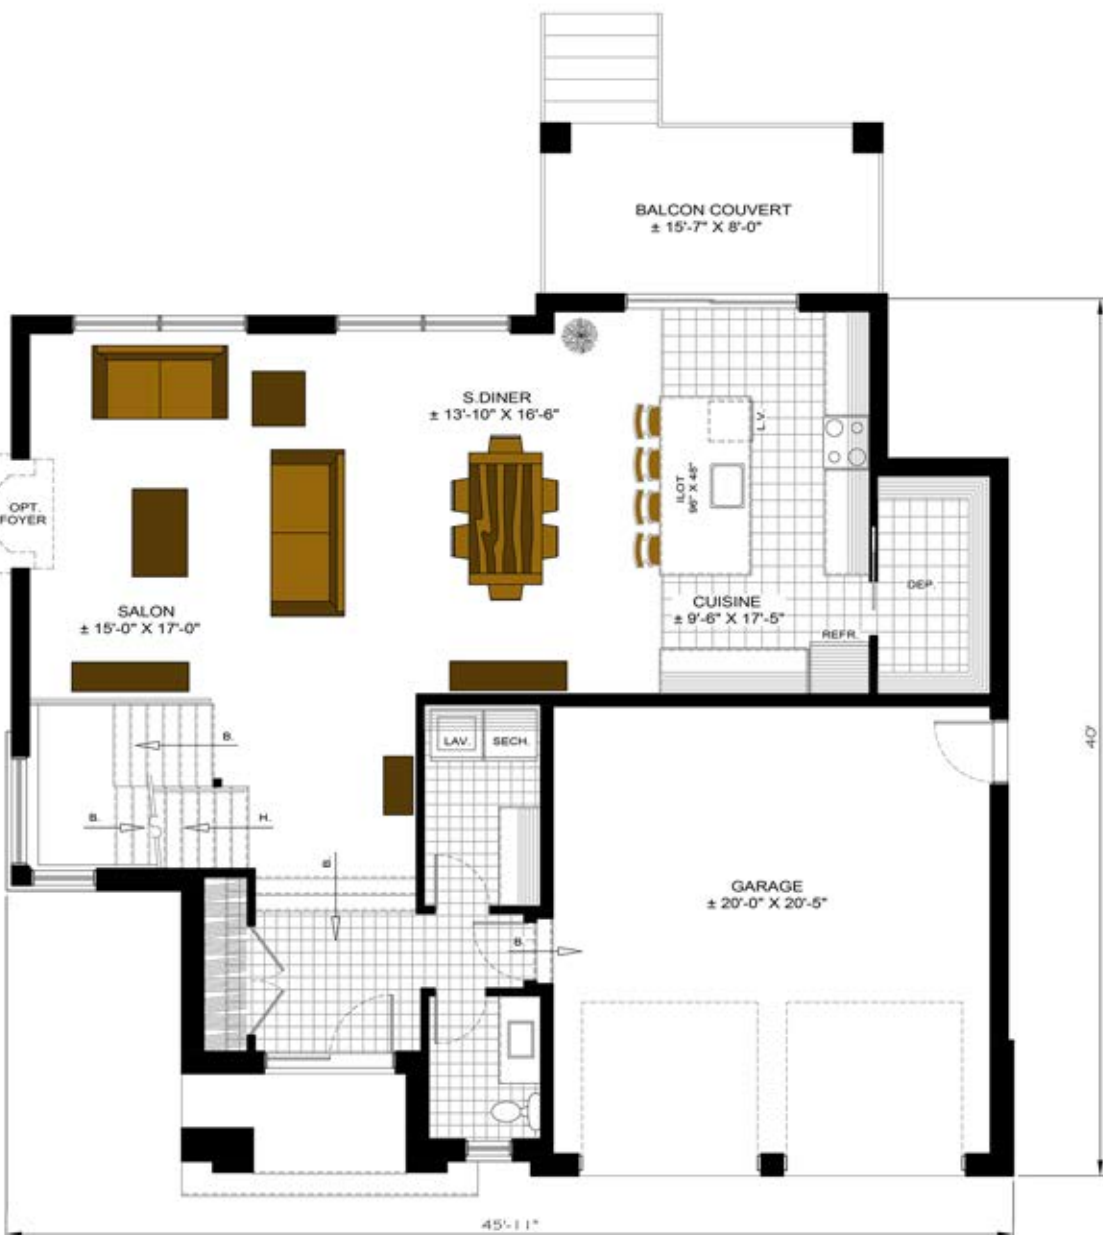 BALCON COUVERT
± 15'-7" X 8'-0"
S.DINER
± 13'-10" X 16'-6"
L.V.
ILOT
96" X 48"
OPT.
FOYER
DEP.
SALON
± 15'-0" X 17'-0"
CUISINE
± 9'-6" X 17'-5"
REFR.
B.
LAV.
SECH.
40'
B.
H.
B.
GARAGE
± 20'-0" X 20'-5"
B.
45'-11"